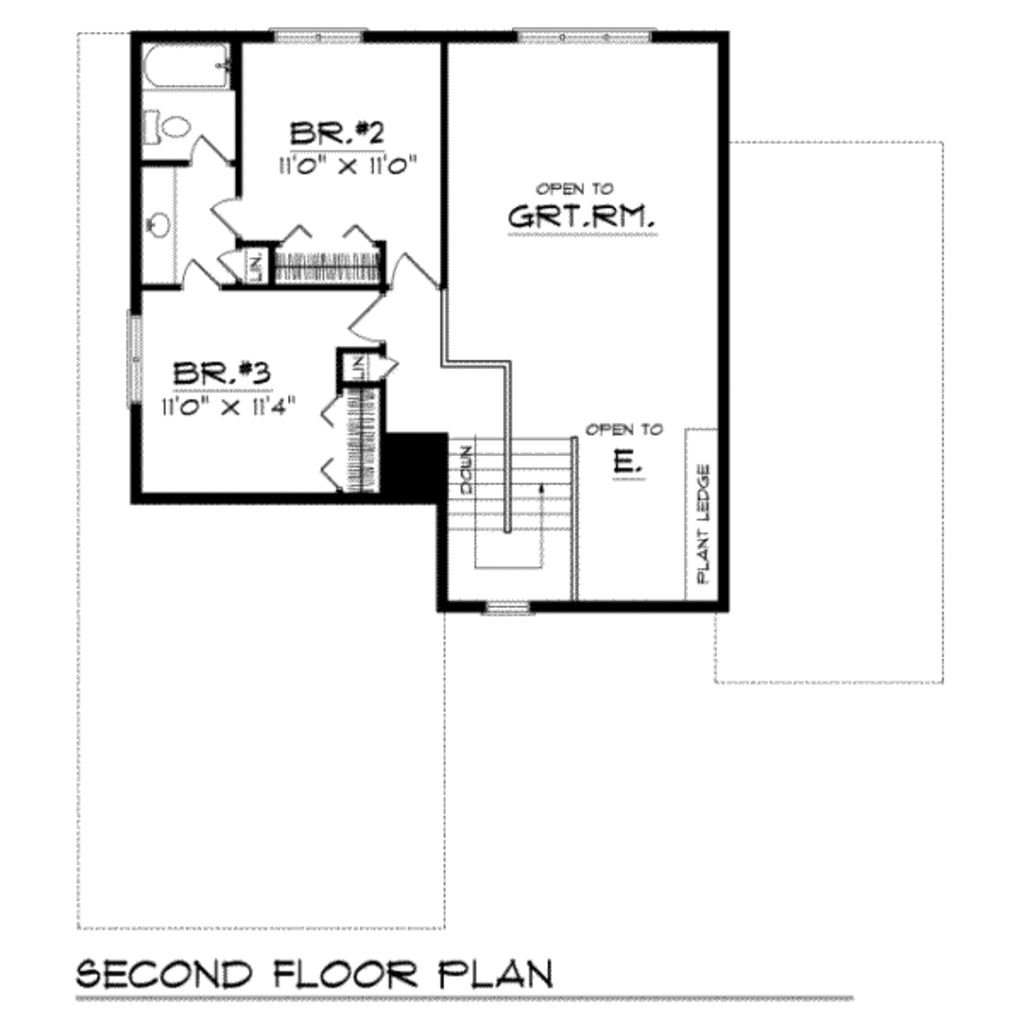 BR.#2
11'0" X 11'0"
OPEN TO
GRT.RM.
LIN.
BR.#3
11'0" X 11'4"
LIN.
OPEN TO
E.
DOWN
PLANT LEDGE
SECOND FLOOR PLAN